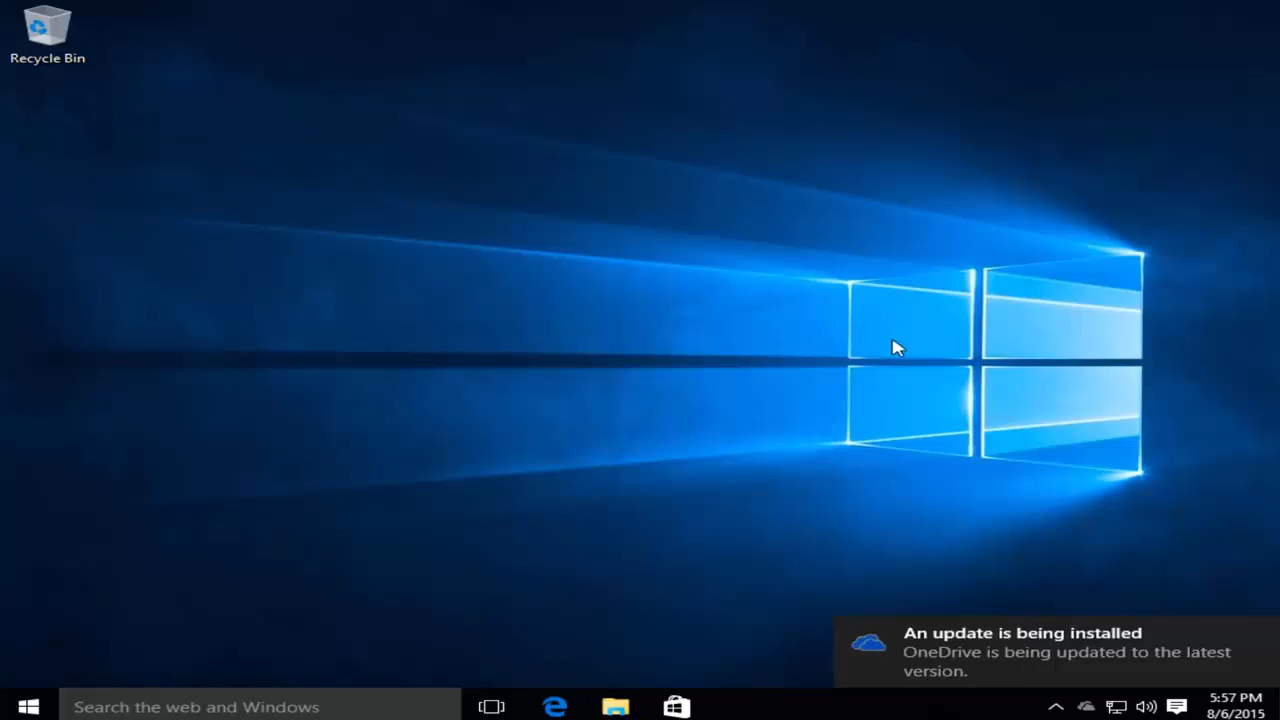 Recycle Bin
An update is being installed
OneDrive is being updated to the latest
version.
Search the web and Windows
5:57 PM
8/6/2015